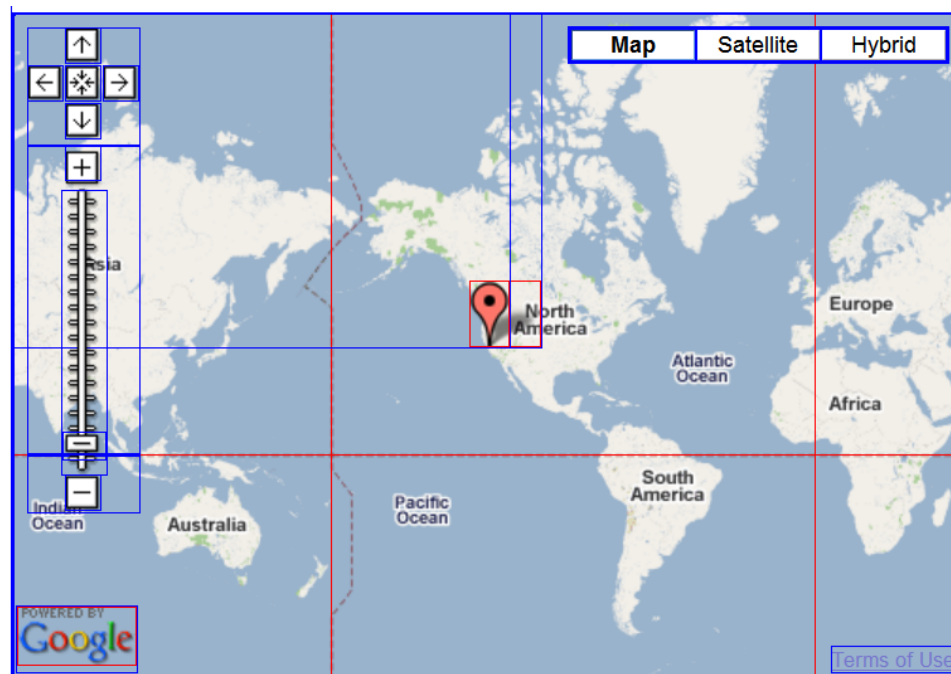 Map
Satellite
Hybrid
Asia
Europe
North
America
Atlantic
Ocean
Africa
South
America
Pacific
Ocean
Indian
Ocean
Australia
POWERED BY
Google
Terms of Use